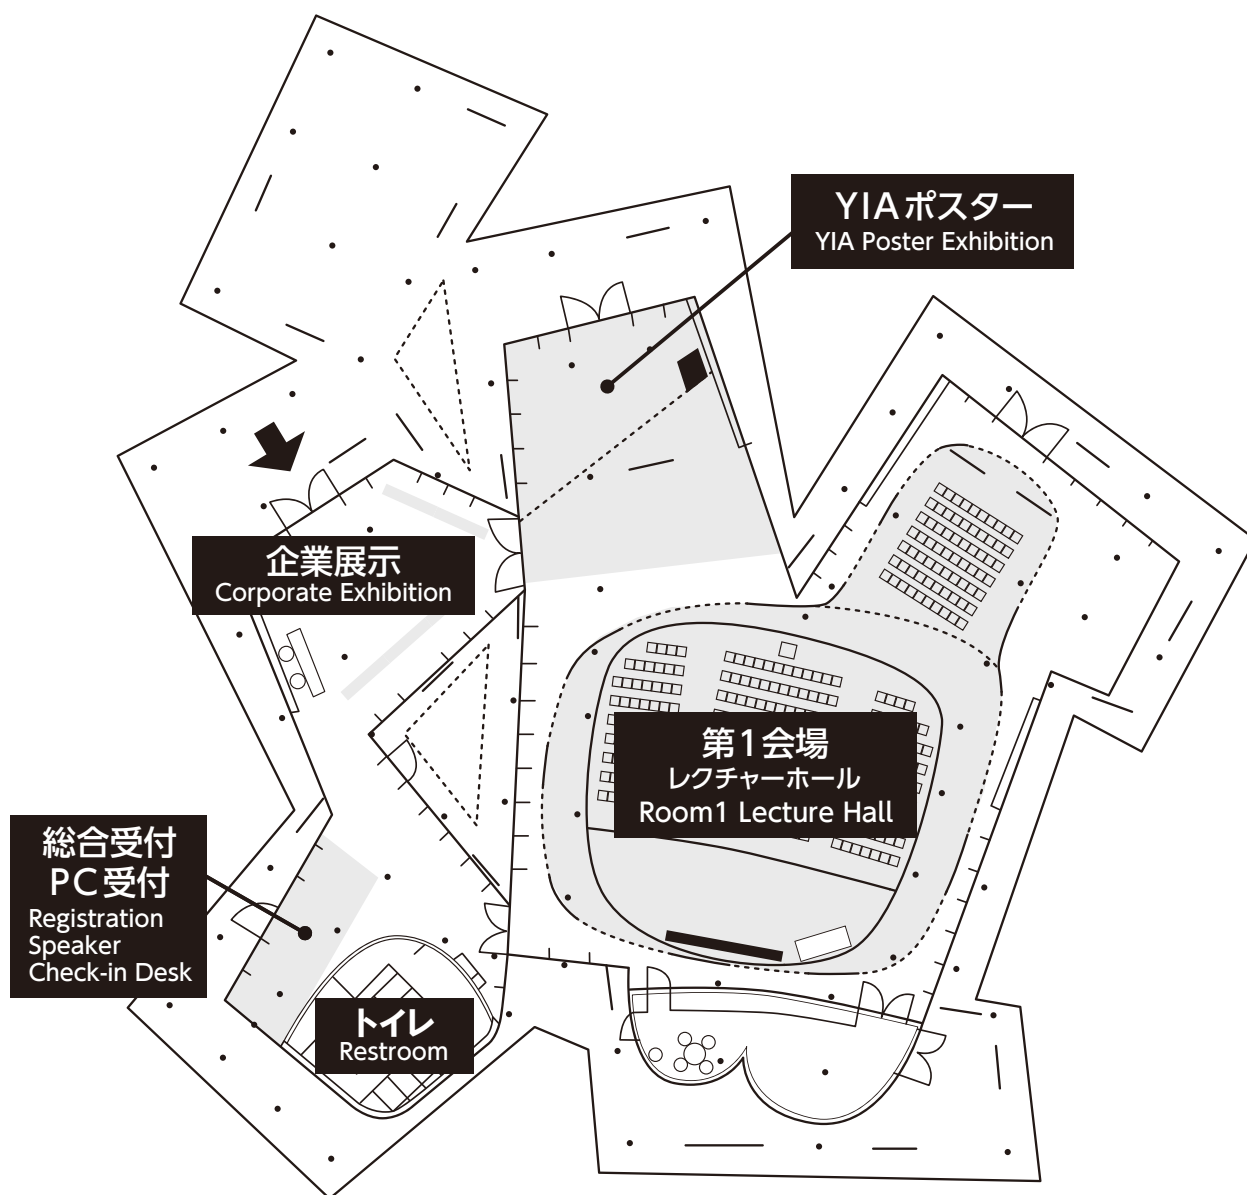 YIAポスター
YIA Poster Exhibition
企業展示
Corporate Exhibition
第1会場
レクチャーホール
Room1 Lecture Hall
総合受付
PC受付
Registration
Speaker
Check-in Desk
トイレ
Restroom